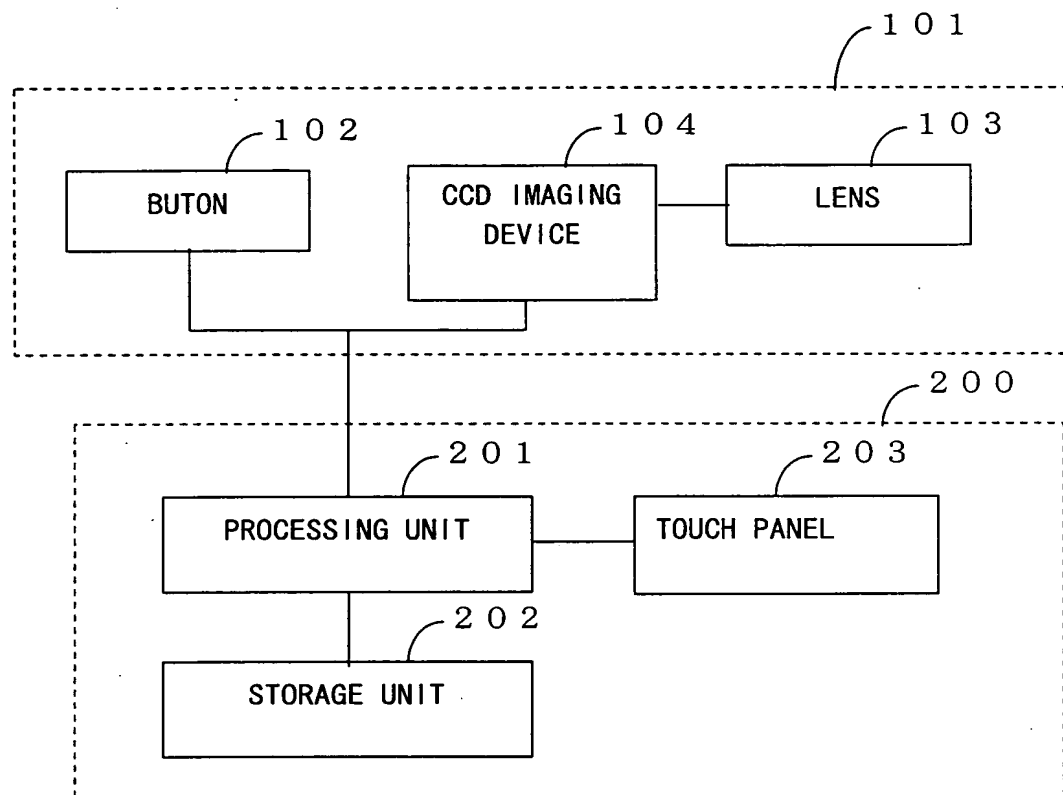 101
102
104
103
BUTON
CCD IMAGING
DEVICE
LENS
200
201
203
PROCESSING UNIT
TOUCH PANEL
202
STORAGE UNIT